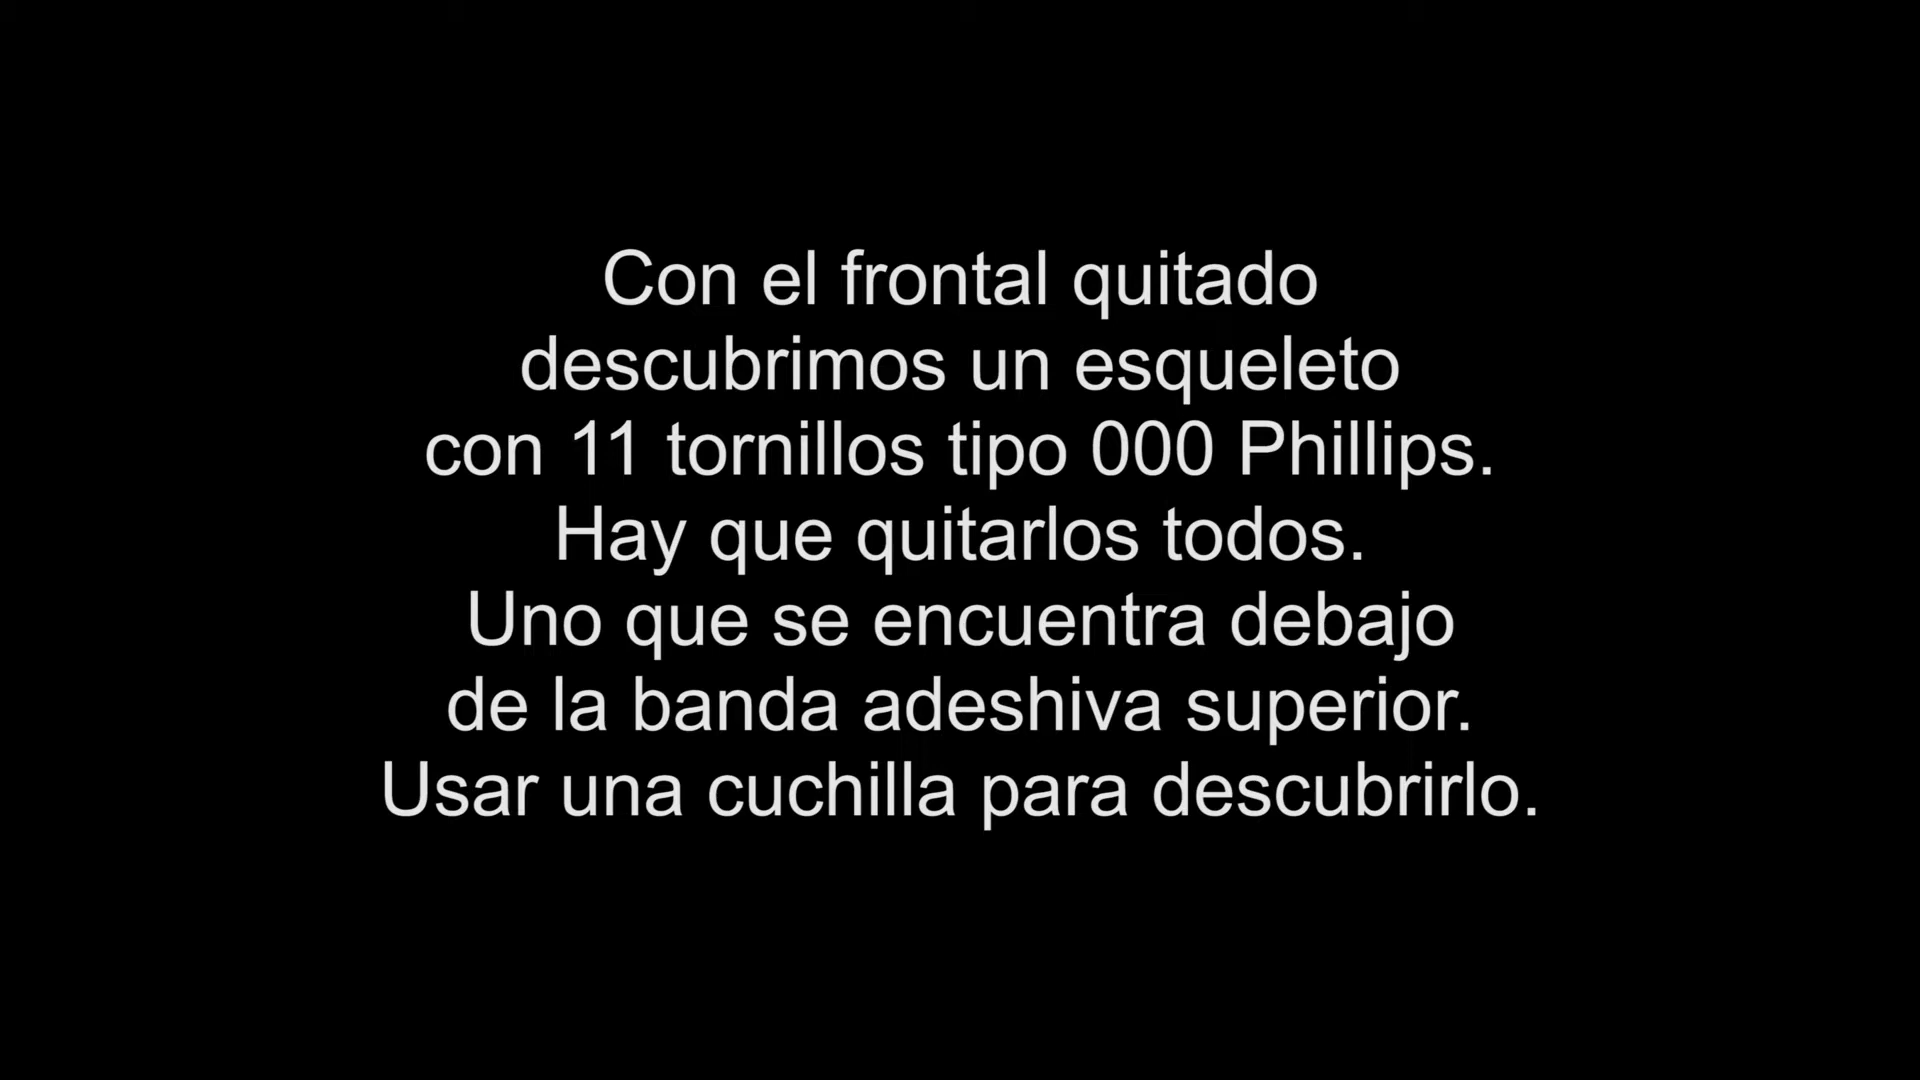 Con el frontal quitado
descubrimos un esqueleto
con 11 tornillos tipo 000 Phillips.
Hay que quitarlos todos.
Uno que se encuentra debajo
de la banda adeshiva superior.
Usar una cuchilla para descubrirlo.